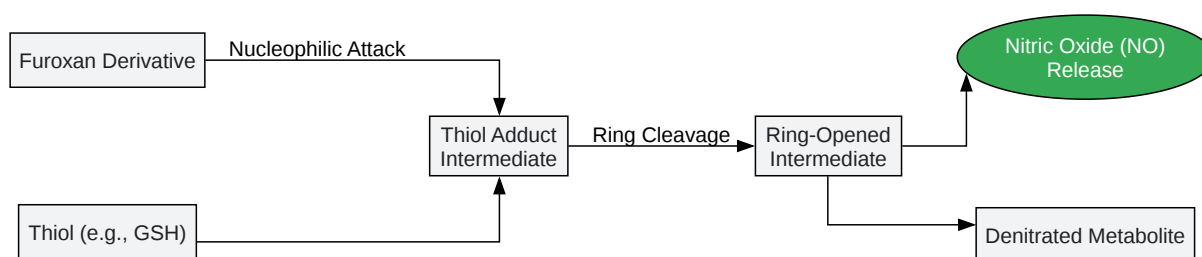 Furoxan Derivative
Nucleophilic Attack
Thiol (e.g., GSH)
Thiol Adduct
Intermediate
Ring Cleavage
Ring-Opened
Intermediate
Nitric Oxide (NO)
Release
Denitrated Metabolite